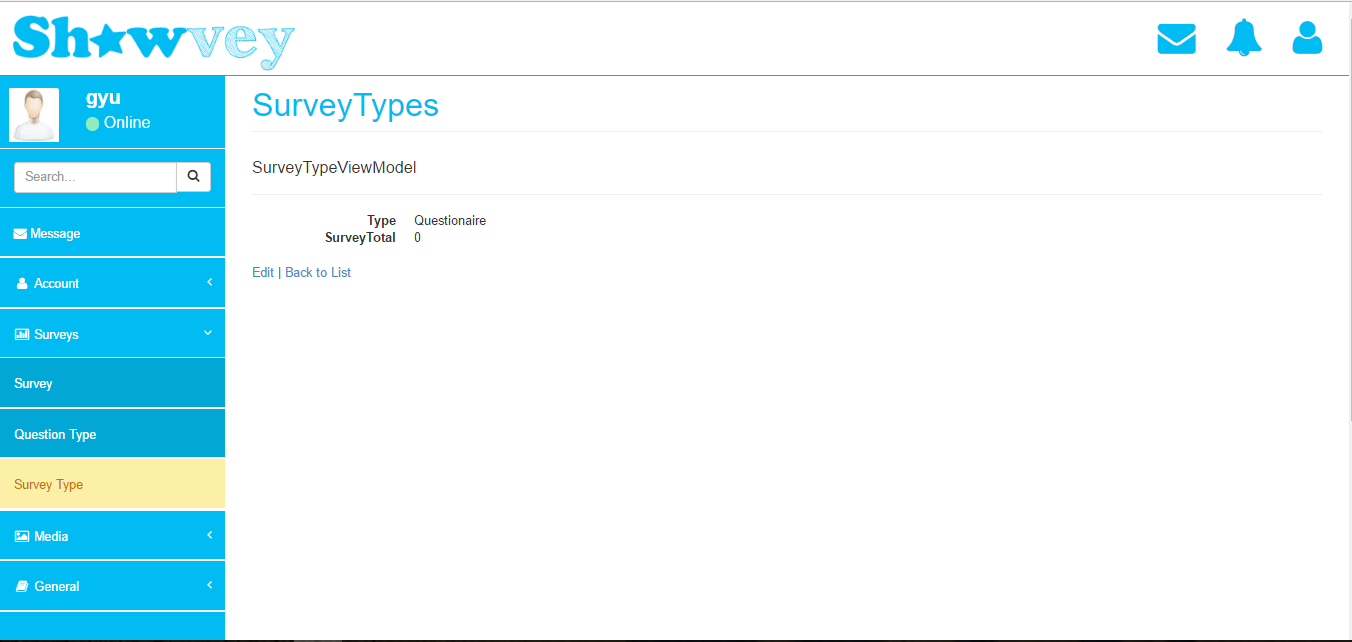 Sh★wvey
gyu
Online
Search...
Message
Account
Surveys
Survey
Question Type
Survey Type
Media
General
SurveyTypes
SurveyTypeViewModel
Type Questionaire
SurveyTotal 0
Edit | Back to List